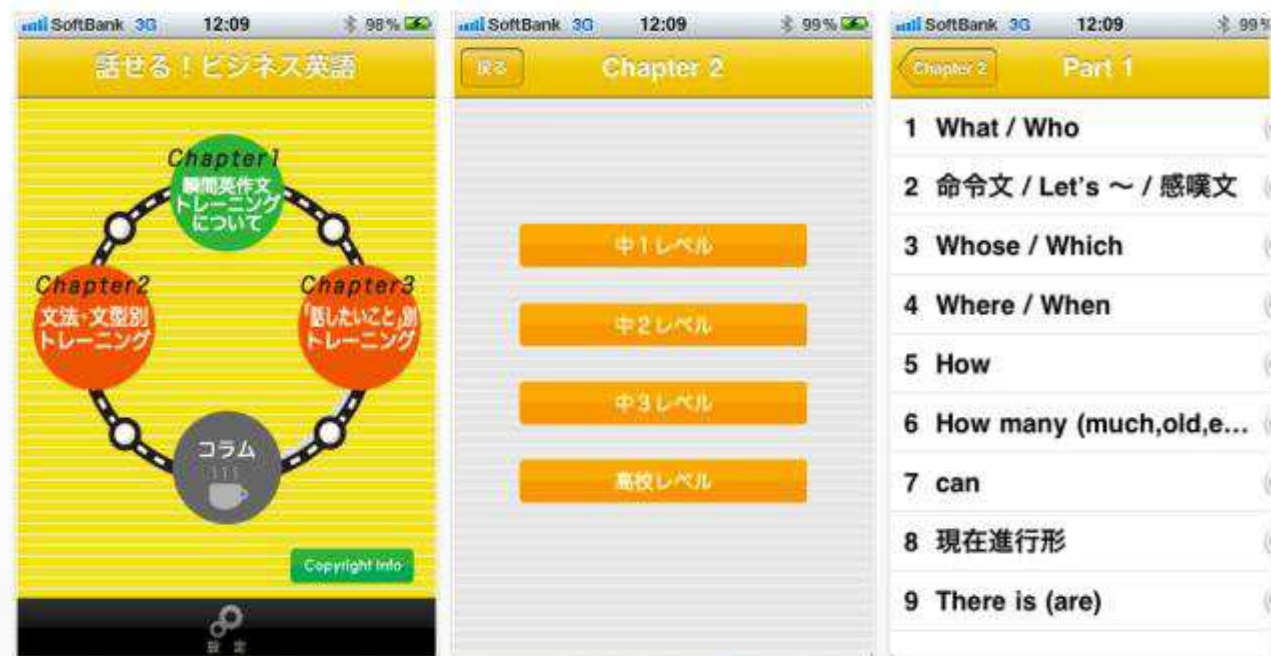 SoftBank 3G 12:09 98%
話せる！ビジネス英語
Chapter1
瞬間英作文
トレーニング
について
Chapter2
文法・文型別
トレーニング
Chapter3
「話したいこと」別
トレーニング
コラム
Copyright Info
設 定
SoftBank 3G 12:09 99%
戻る Chapter 2
中1レベル
中2レベル
中3レベル
高校レベル
SoftBank 3G 12:09 99%
Chapter 2 Part 1
1 What / Who
2 命令文 / Let's ～ / 感嘆文
3 Whose / Which
4 Where / When
5 How
6 How many (much,old,e...
7 can
8 現在進行形
9 There is (are)